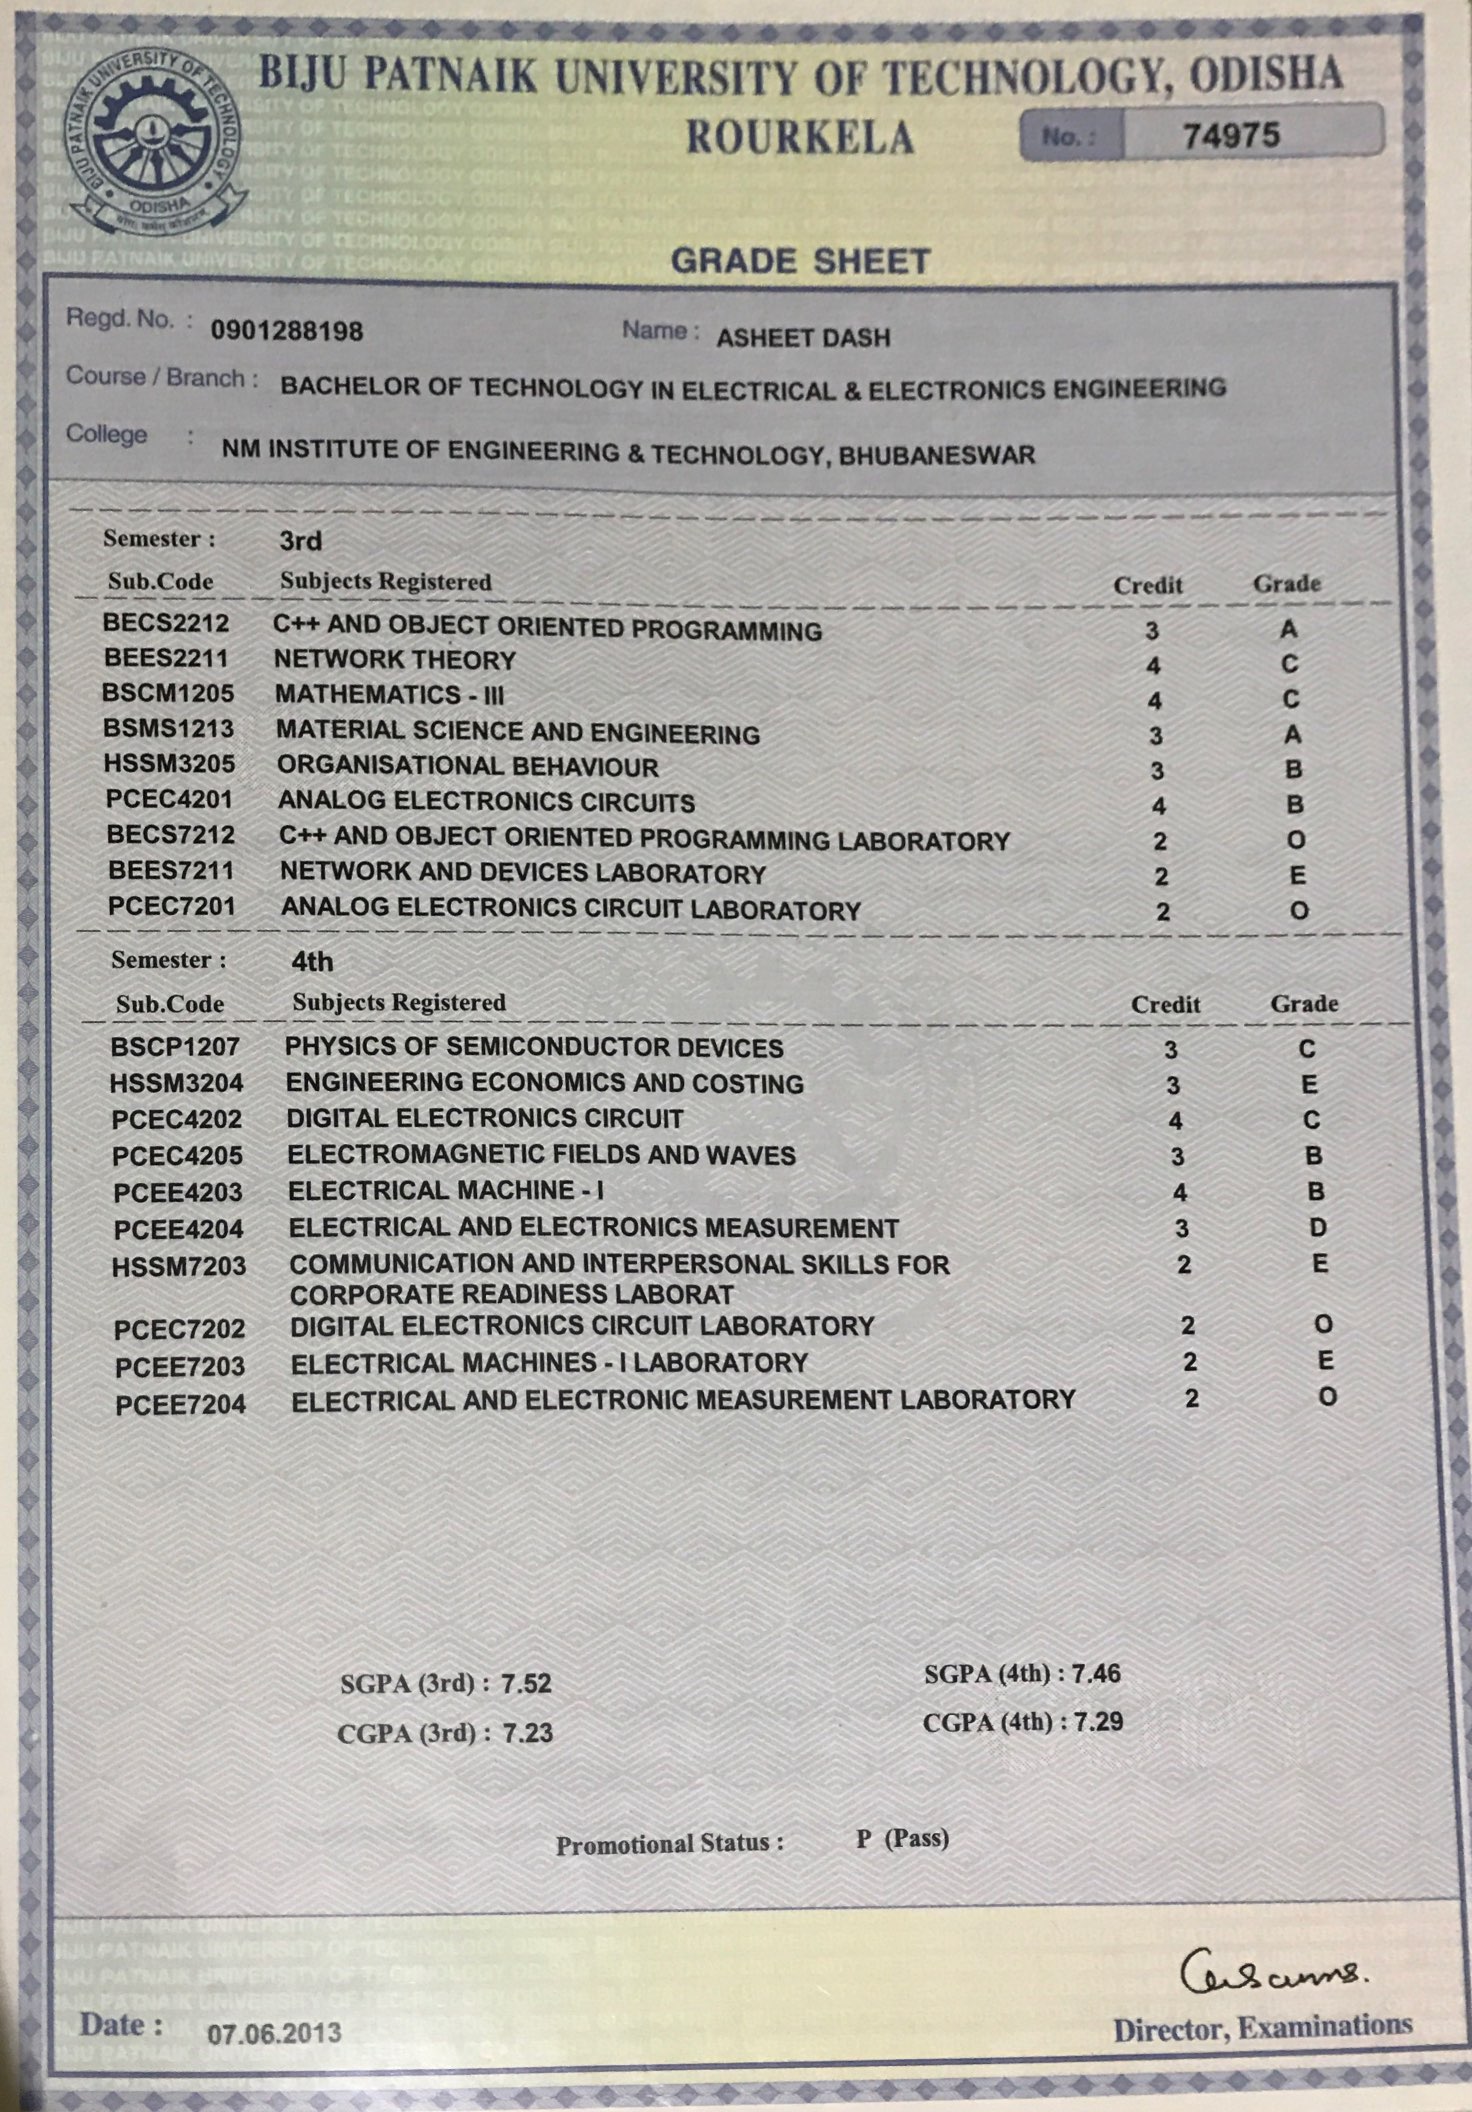 BIJU PATNAIK UNIVERSITY OF TECHNOLOGY, ODISHA
ROURKELA
No. : 74975
BIJU PATNAIK UNIVERSITY OF TECHNOLOGY
ODISHA
GRADE SHEET
Regd. No. : 0901288198 Name : ASHEET DASH
Course / Branch : BACHELOR OF TECHNOLOGY IN ELECTRICAL & ELECTRONICS ENGINEERING
College : NM INSTITUTE OF ENGINEERING & TECHNOLOGY, BHUBANESWAR
Semester : 3rd
Sub.Code Subjects Registered Credit Grade
BECS2212 C++ AND OBJECT ORIENTED PROGRAMMING 3 A
BEES2211 NETWORK THEORY 4 C
BSCM1205 MATHEMATICS - III 4 C
BSMS1213 MATERIAL SCIENCE AND ENGINEERING 3 A
HSSM3205 ORGANISATIONAL BEHAVIOUR 3 B
PCEC4201 ANALOG ELECTRONICS CIRCUITS 4 B
BECS7212 C++ AND OBJECT ORIENTED PROGRAMMING LABORATORY 2 O
BEES7211 NETWORK AND DEVICES LABORATORY 2 E
PCEC7201 ANALOG ELECTRONICS CIRCUIT LABORATORY 2 O
Semester : 4th
Sub.Code Subjects Registered Credit Grade
BSCP1207 PHYSICS OF SEMICONDUCTOR DEVICES 3 C
HSSM3204 ENGINEERING ECONOMICS AND COSTING 3 E
PCEC4202 DIGITAL ELECTRONICS CIRCUIT 4 C
PCEC4205 ELECTROMAGNETIC FIELDS AND WAVES 3 B
PCEE4203 ELECTRICAL MACHINE - I 4 B
PCEE4204 ELECTRICAL AND ELECTRONICS MEASUREMENT 3 D
HSSM7203 COMMUNICATION AND INTERPERSONAL SKILLS FOR 2 E
CORPORATE READINESS LABORAT
PCEC7202 DIGITAL ELECTRONICS CIRCUIT LABORATORY 2 O
PCEE7203 ELECTRICAL MACHINES - I LABORATORY 2 E
PCEE7204 ELECTRICAL AND ELECTRONIC MEASUREMENT LABORATORY 2 O
SGPA (3rd) : 7.52 SGPA (4th) : 7.46
CGPA (3rd) : 7.23 CGPA (4th) : 7.29
Promotional Status : P (Pass)
Date : 07.06.2013
Director, Examinations